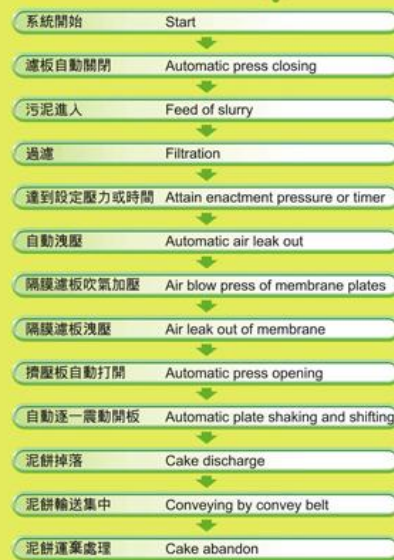 系統開始 Start
濾板自動關閉 Automatic press closing
污泥進入 Feed of slurry
過濾 Filtration
達到設定壓力或時間 Attain enactment pressure or timer
自動洩壓 Automatic air leak out
隔膜濾板吹氣加壓 Air blow press of membrane plates
隔膜濾板洩壓 Air leak out of membrane
擠壓板自動打開 Automatic press opening
自動逐一震動開板 Automatic plate shaking and shifting
泥餅掉落 Cake discharge
泥餅輸送集中 Conveying by convey belt
泥餅運棄處理 Cake abandon